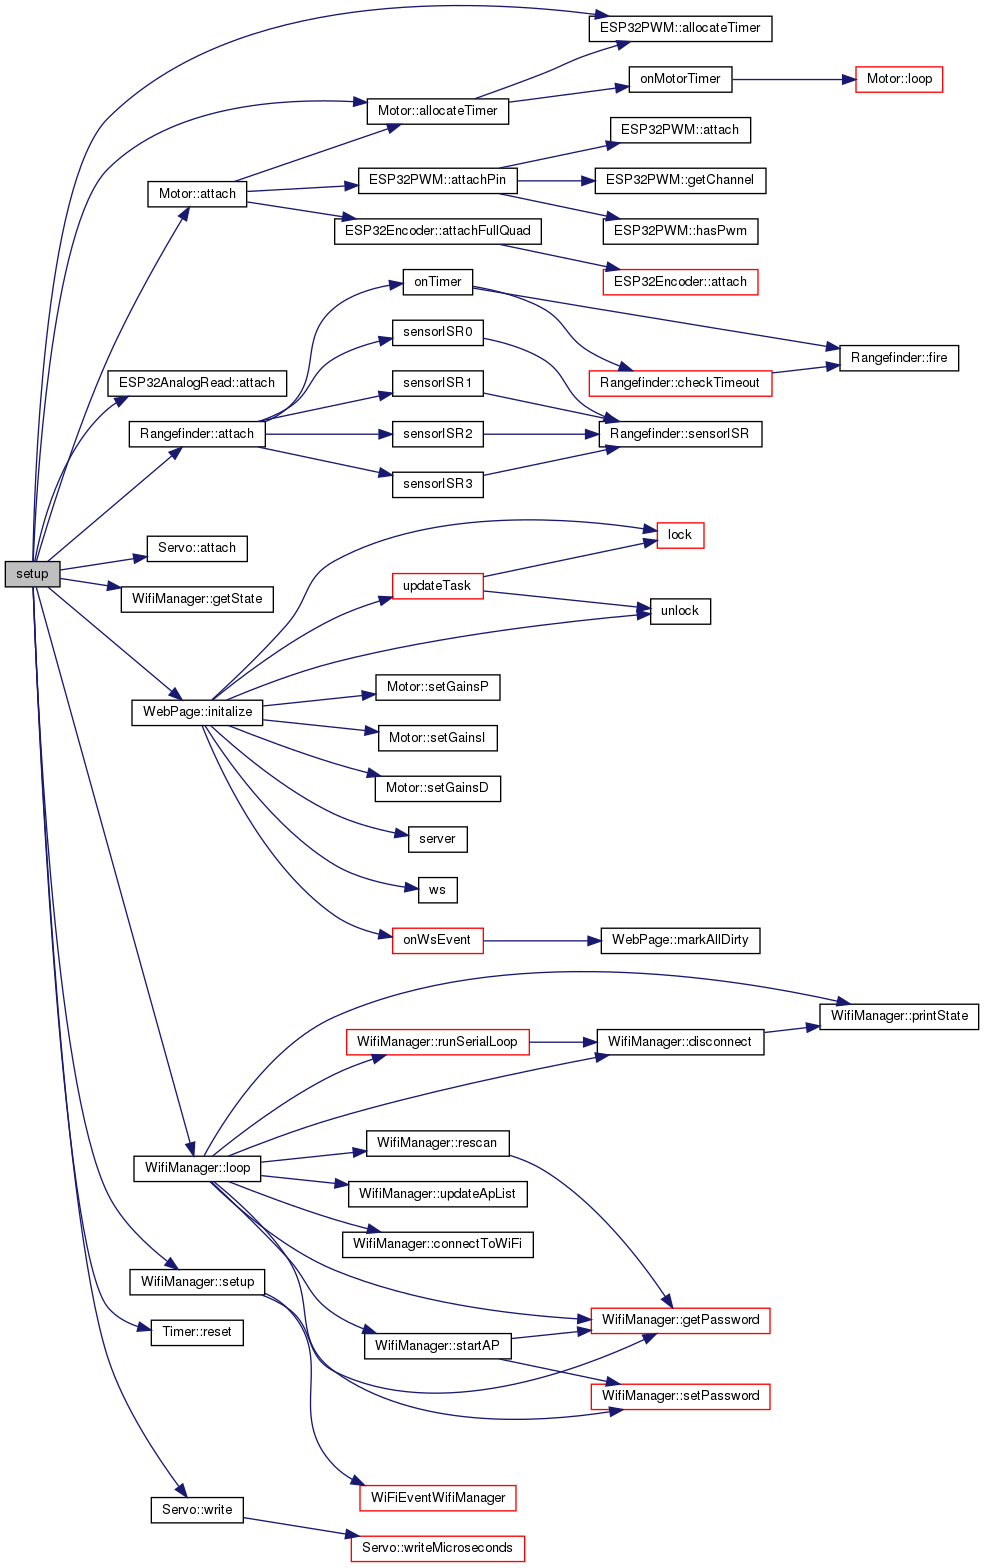 ESP32PWM::allocateTimer
onMotorTimer
Motor::loop
Motor::allocateTimer
ESP32PWM::attach
Motor::attach
ESP32PWM::attachPin
ESP32PWM::getChannel
ESP32Encoder::attachFullQuad
ESP32PWM::hasPwm
onTimer
ESP32Encoder::attach
sensorISR0
Rangefinder::fire
ESP32AnalogRead::attach
sensorISR1
Rangefinder::checkTimeout
Rangefinder::attach
sensorISR2
Rangefinder::sensorISR
sensorISR3
lock
Servo::attach
setup
updateTask
WifiManager::getState
unlock
Motor::setGainsP
WebPage::initalize
Motor::setGainsI
Motor::setGainsD
server
ws
onWsEvent
WebPage::markAllDirty
WifiManager::printState
WifiManager::runSerialLoop
WifiManager::disconnect
WifiManager::rescan
WifiManager::loop
WifiManager::updateApList
WifiManager::connectToWiFi
WifiManager::setup
WifiManager::getPassword
Timer::reset
WifiManager::startAP
WifiManager::setPassword
WiFiEventWifiManager
Servo::write
Servo::writeMicroseconds